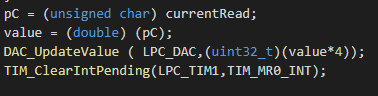 pC = (unsigned char) currentRead;
value = (double) (pC);
DAC_UpdateValue ( LPC_DAC,(uint32_t)(value*4));
TIM_ClearIntPending(LPC_TIM1,TIM_MR0_INT);